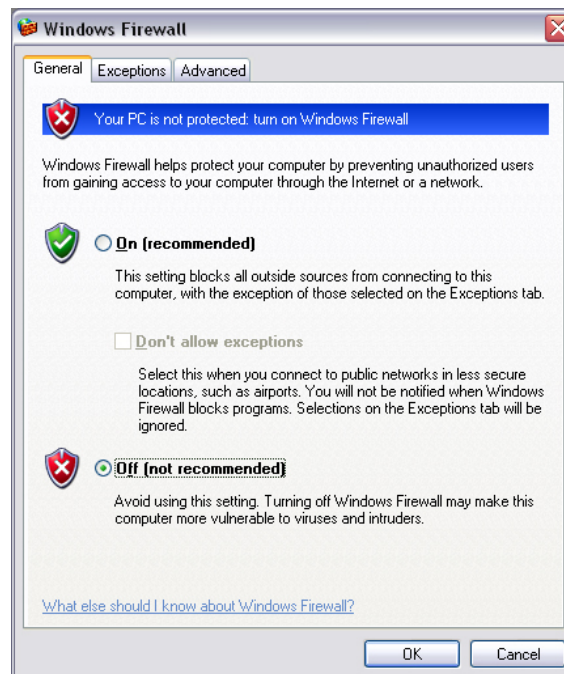 Windows Firewall
General Exceptions Advanced
Your PC is not protected: turn on Windows Firewall
Windows Firewall helps protect your computer by preventing unauthorized users
from gaining access to your computer through the Internet or a network.
On (recommended)
This setting blocks all outside sources from connecting to this
computer, with the exception of those selected on the Exceptions tab.
Don't allow exceptions
Select this when you connect to public networks in less secure
locations, such as airports. You will not be notified when Windows
Firewall blocks programs. Selections on the Exceptions tab will be
ignored.
Off (not recommended)
Avoid using this setting. Turning off Windows Firewall may make this
computer more vulnerable to viruses and intruders.
What else should I know about Windows Firewall?
OK Cancel